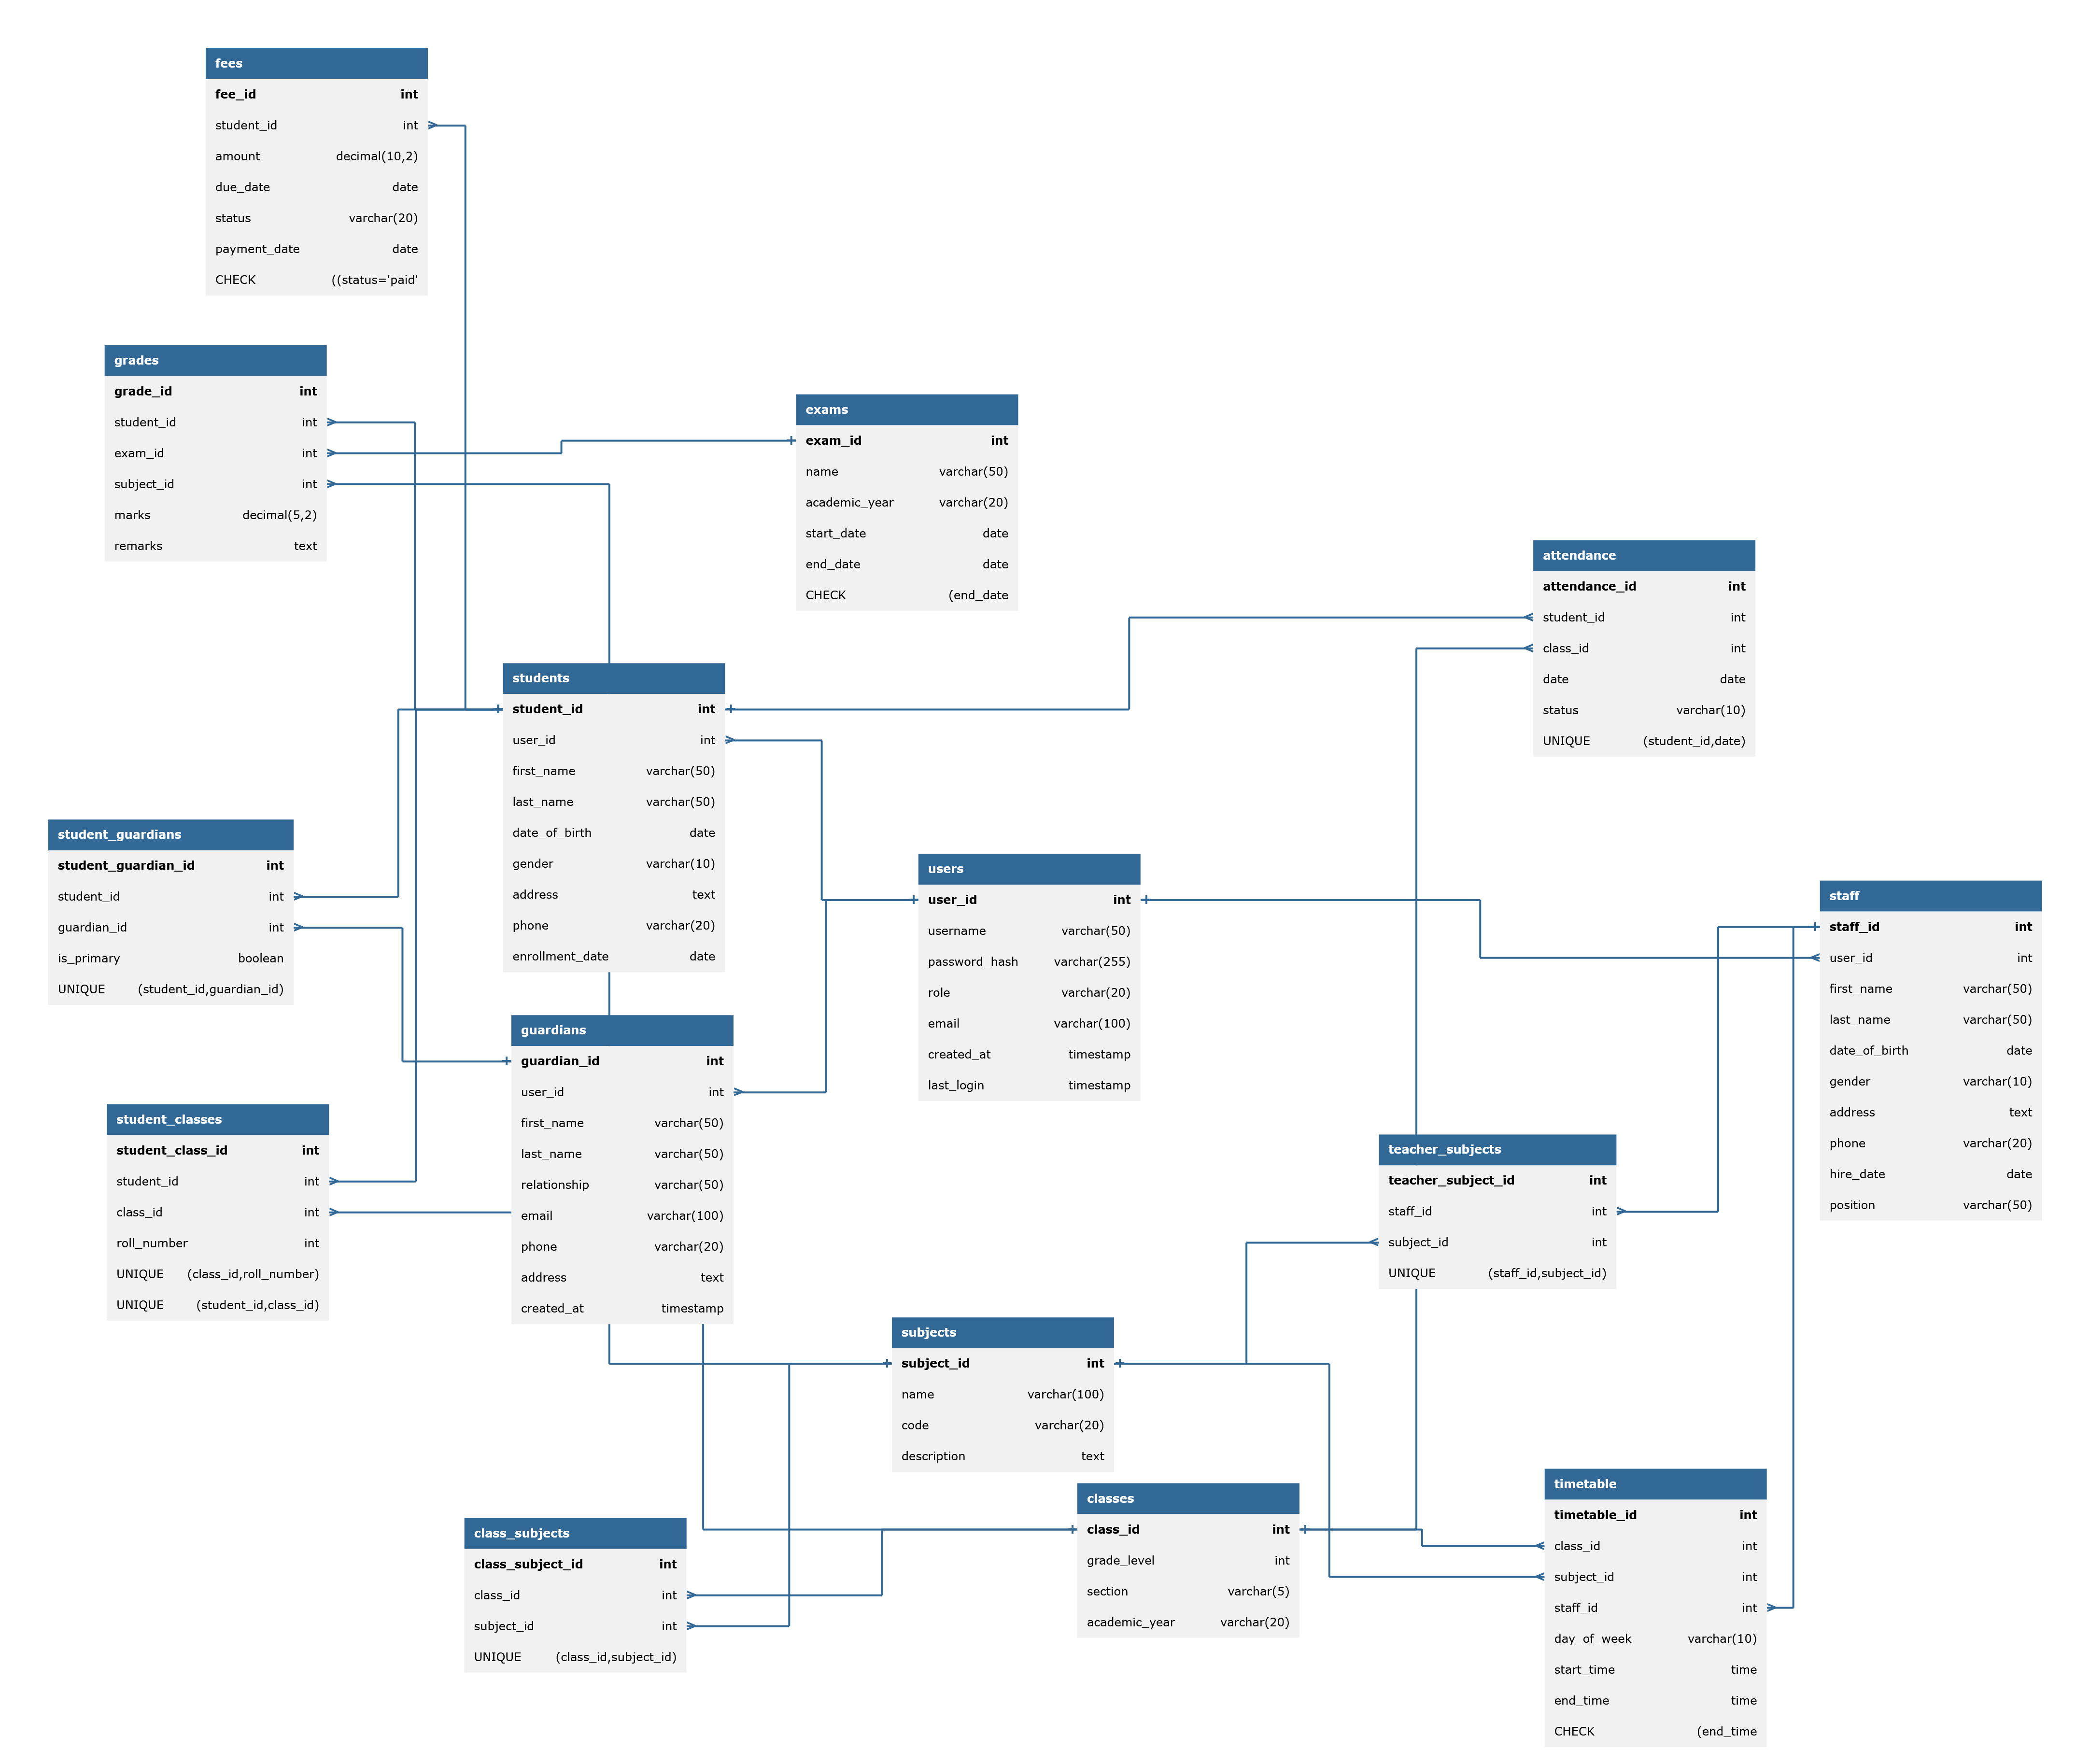 fees
fee_id int
student_id int
amount decimal(10,2)
due_date date
status varchar(20)
payment_date date
CHECK ((status='paid'
grades
grade_id int
student_id int
exam_id int
subject_id int
marks decimal(5,2)
remarks text
exams
exam_id int
name varchar(50)
academic_year varchar(20)
start_date date
end_date date
CHECK (end_date
attendance
attendance_id int
student_id int
class_id int
date date
status varchar(10)
UNIQUE (student_id,date)
students
student_id int
user_id int
first_name varchar(50)
last_name varchar(50)
date_of_birth date
gender varchar(10)
address text
phone varchar(20)
enrollment_date date
student_guardians
student_guardian_id int
student_id int
guardian_id int
is_primary boolean
UNIQUE (student_id,guardian_id)
users
user_id int
username varchar(50)
password_hash varchar(255)
role varchar(20)
email varchar(100)
created_at timestamp
last_login timestamp
staff
staff_id int
user_id int
first_name varchar(50)
last_name varchar(50)
date_of_birth date
gender varchar(10)
address text
phone varchar(20)
hire_date date
position varchar(50)
guardians
guardian_id int
user_id int
first_name varchar(50)
last_name varchar(50)
relationship varchar(50)
email varchar(100)
phone varchar(20)
address text
created_at timestamp
student_classes
student_class_id int
student_id int
class_id int
roll_number int
UNIQUE (class_id,roll_number)
UNIQUE (student_id,class_id)
teacher_subjects
teacher_subject_id int
staff_id int
subject_id int
UNIQUE (staff_id,subject_id)
subjects
subject_id int
name varchar(100)
code varchar(20)
description text
classes
class_id int
grade_level int
section varchar(5)
academic_year varchar(20)
class_subjects
class_subject_id int
class_id int
subject_id int
UNIQUE (class_id,subject_id)
timetable
timetable_id int
class_id int
subject_id int
staff_id int
day_of_week varchar(10)
start_time time
end_time time
CHECK (end_time